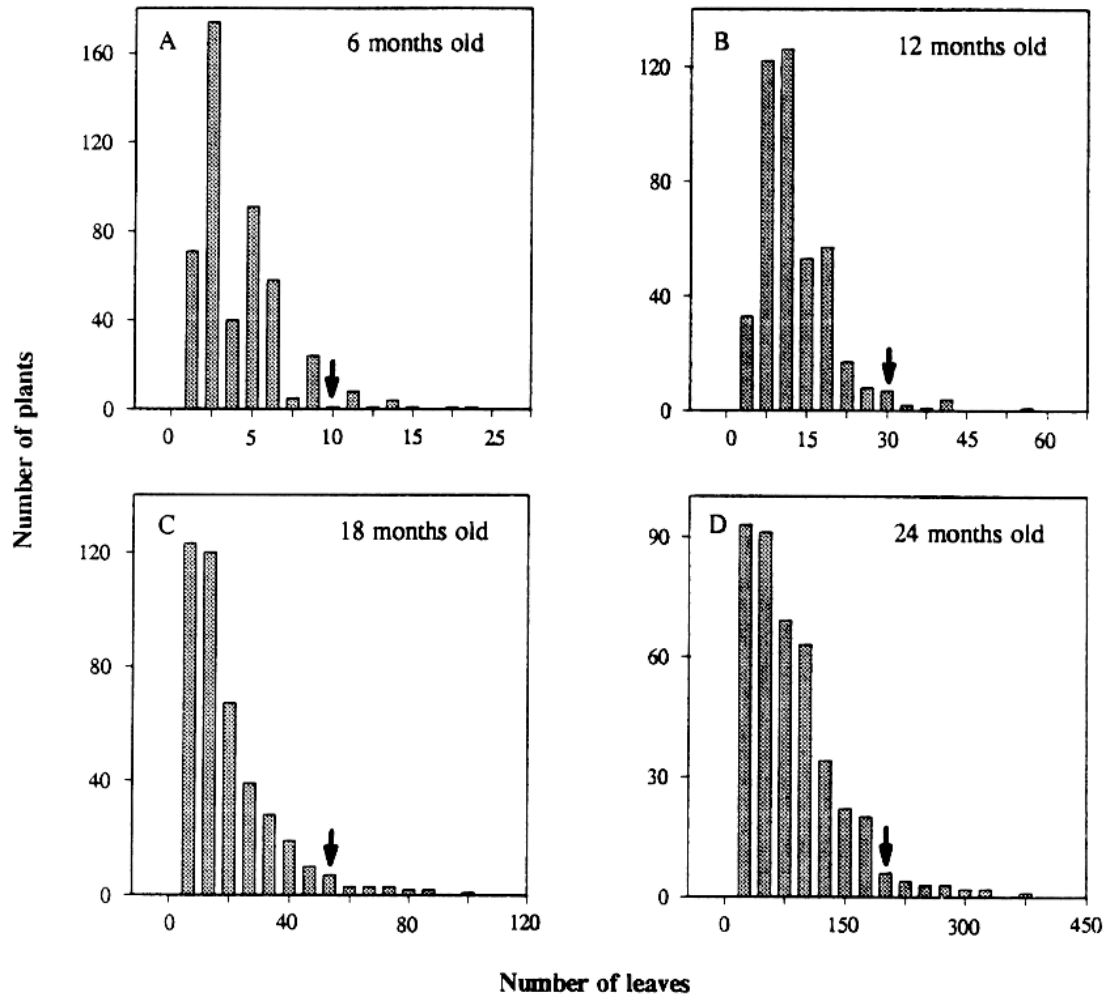 A
6 months old
160
120
80
40
0
0 5 10 15 25
B
12 months old
120
80
40
0
0 15 30 45 60
Number of plants
C
18 months old
120
80
40
0
0 40 80 120
D
24 months old
90
60
30
0
0 150 300 450
Number of leaves